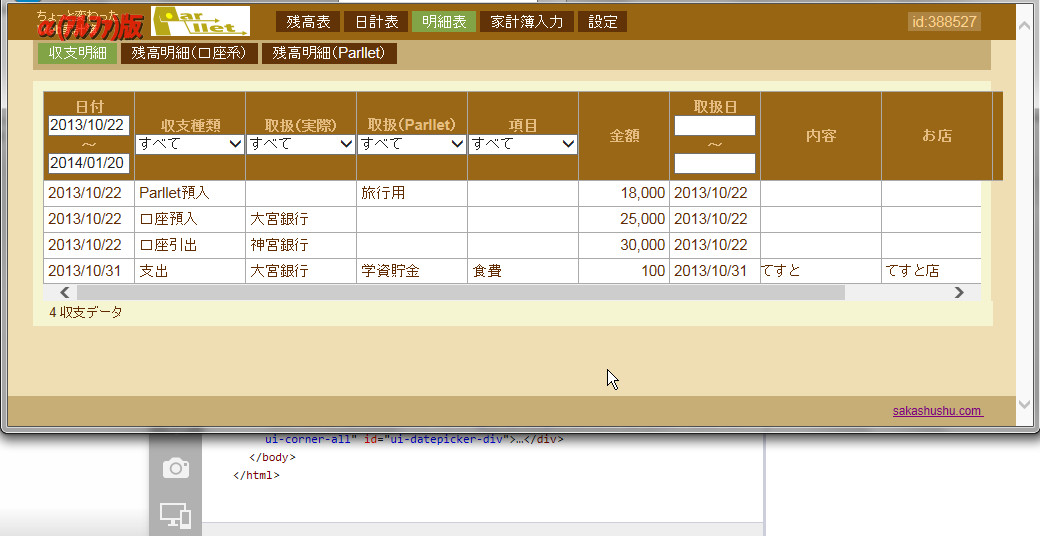 ちょーと変わった
α(アルファ)版
Parllet
残高表 日計表 明細表 家計簿入力 設定
id:388527
収支明細 残高明細(口座系) 残高明細(Parllet)
日付 収支種類 取扱(実際) 取扱(Parllet) 項目 金額 取扱日 内容 お店
2013/10/22 ～ 2014/01/20 すべて すべて すべて すべて ～
2013/10/22 Parllet預入 旅行用 18,000 2013/10/22
2013/10/22 口座預入 大宮銀行 25,000 2013/10/22
2013/10/22 口座引出 神宮銀行 30,000 2013/10/22
2013/10/31 支出 大宮銀行 学資貯金 食費 100 2013/10/31 てすと てすと店
4 収支データ
sakashushu.com
ui-corner-all" id="ui-datepicker-div">…</div>
</body>
</html>